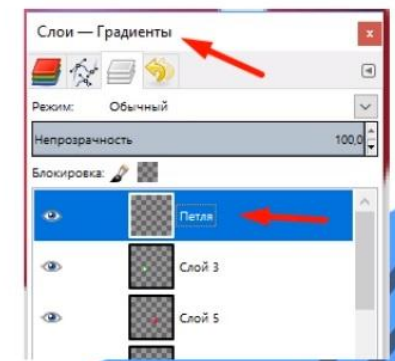 Слои — Градиенты
Режим: Обычный
Непрозрачность 100,0
Блокировка:
Петля
Слой 3
Слой 5